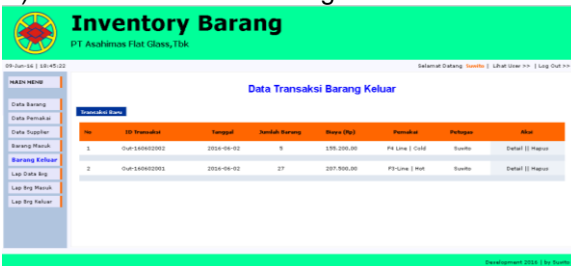 Inventory Barang
PT Asahimas Flat Glass,Tbk
09-Jun-16 | 10:45:22
Selamat Datang Suwito | Lihat User >> | Log Out >>
MAIN MENU
Data Barang
Data Pemakai
Data Supplier
Barang Masuk
Barang Keluar
Lap Data Brg
Lap Brg Masuk
Lap Brg Keluar
Data Transaksi Barang Keluar
Transaksi Baru
No ID Transaksi Tanggal Jumlah Barang Biaya (Rp) Pemakai Petugas Aksi
1 Out-160602002 2016-06-02 5 155.200,00 P4 Line | Cold Suwito Detail || Hapus
2 Out-160602001 2016-06-02 27 207.500,00 P3-Line | Hot Suwito Detail || Hapus
Development 2016 | by Suwito